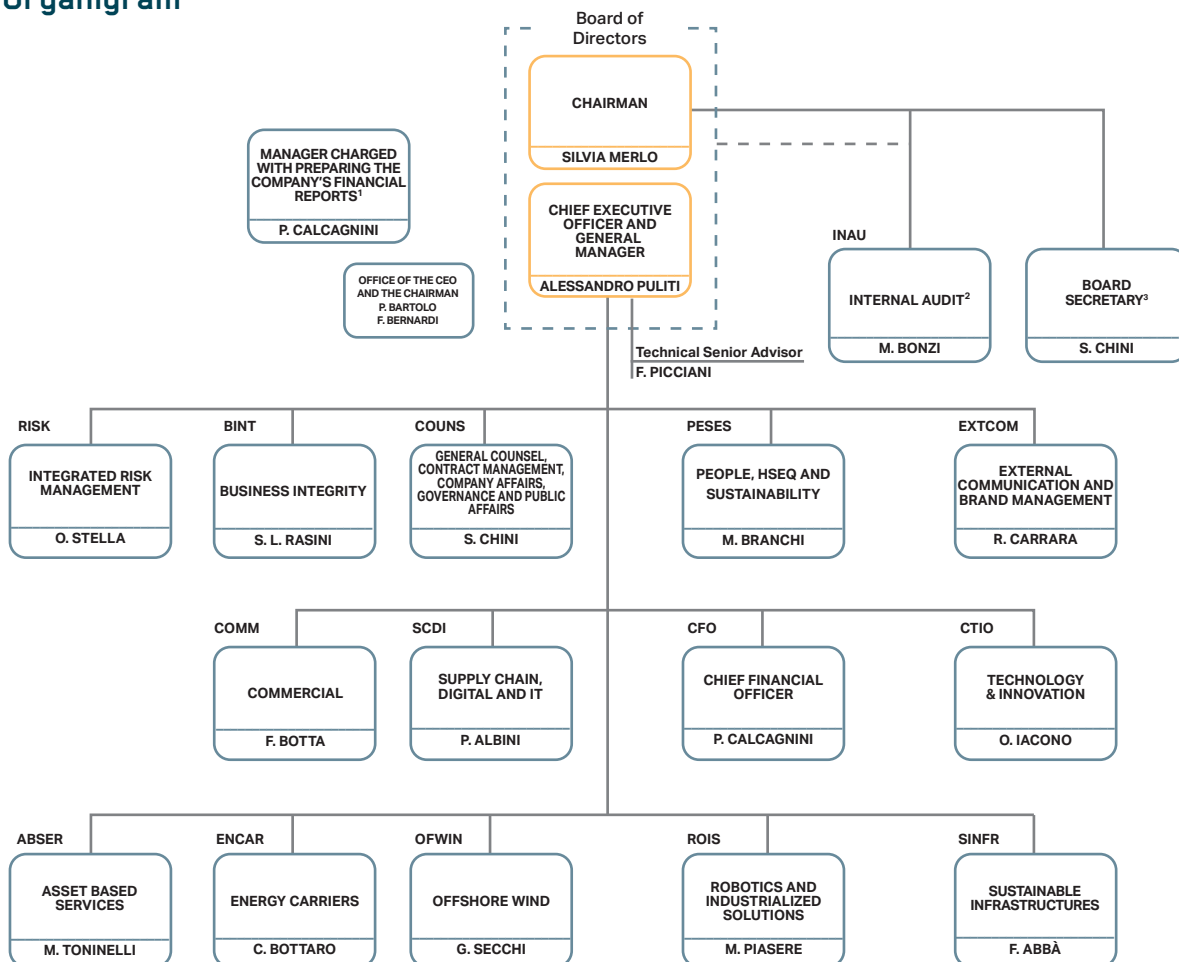 Organigram
Board of
Directors
CHAIRMAN
SILVIA MERLO
MANAGER CHARGED
WITH PREPARING THE
COMPANY'S FINANCIAL
REPORTS¹
P. CALCAGNINI
CHIEF EXECUTIVE
OFFICER AND
GENERAL
MANAGER
ALESSANDRO PULITI
OFFICE OF THE CEO
AND THE CHAIRMAN
P. BARTOLO
F. BERNARDI
INAU
INTERNAL AUDIT²
M. BONZI
BOARD
SECRETARY³
S. CHINI
Technical Senior Advisor
F. PICCIANI
RISK
INTEGRATED RISK
MANAGEMENT
O. STELLA
BINT
BUSINESS INTEGRITY
S. L. RASINI
COUNS
GENERAL COUNSEL,
CONTRACT MANAGEMENT,
COMPANY AFFAIRS,
GOVERNANCE AND PUBLIC
AFFAIRS
S. CHINI
PESES
PEOPLE, HSEQ AND
SUSTAINABILITY
M. BRANCHI
EXTCOM
EXTERNAL
COMMUNICATION AND
BRAND MANAGEMENT
R. CARRARA
COMM
COMMERCIAL
F. BOTTA
SCDI
SUPPLY CHAIN,
DIGITAL AND IT
P. ALBINI
CFO
CHIEF FINANCIAL
OFFICER
P. CALCAGNINI
CTIO
TECHNOLOGY
& INNOVATION
O. IACONO
ABSER
ASSET BASED
SERVICES
M. TONINELLI
ENCAR
ENERGY CARRIERS
C. BOTTARO
OFWIN
OFFSHORE WIND
G. SECCHI
ROIS
ROBOTICS AND
INDUSTRIALIZED
SOLUTIONS
M. PIASERE
SINFR
SUSTAINABLE
INFRASTRUCTURES
F. ABBÀ